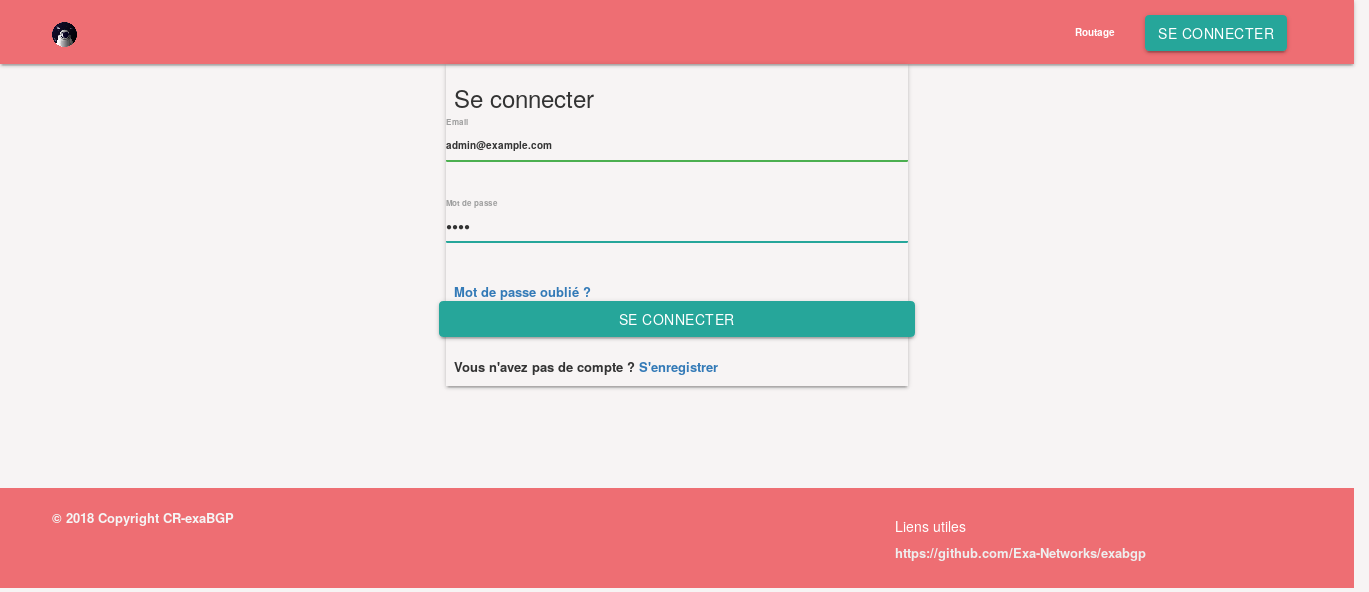 Routage
SE CONNECTER
Se connecter
Email
admin@example.com
Mot de passe
••••
Mot de passe oublié ?
SE CONNECTER
Vous n'avez pas de compte ? S'enregistrer
© 2018 Copyright CR-exaBGP
Liens utiles
https://github.com/Exa-Networks/exabgp